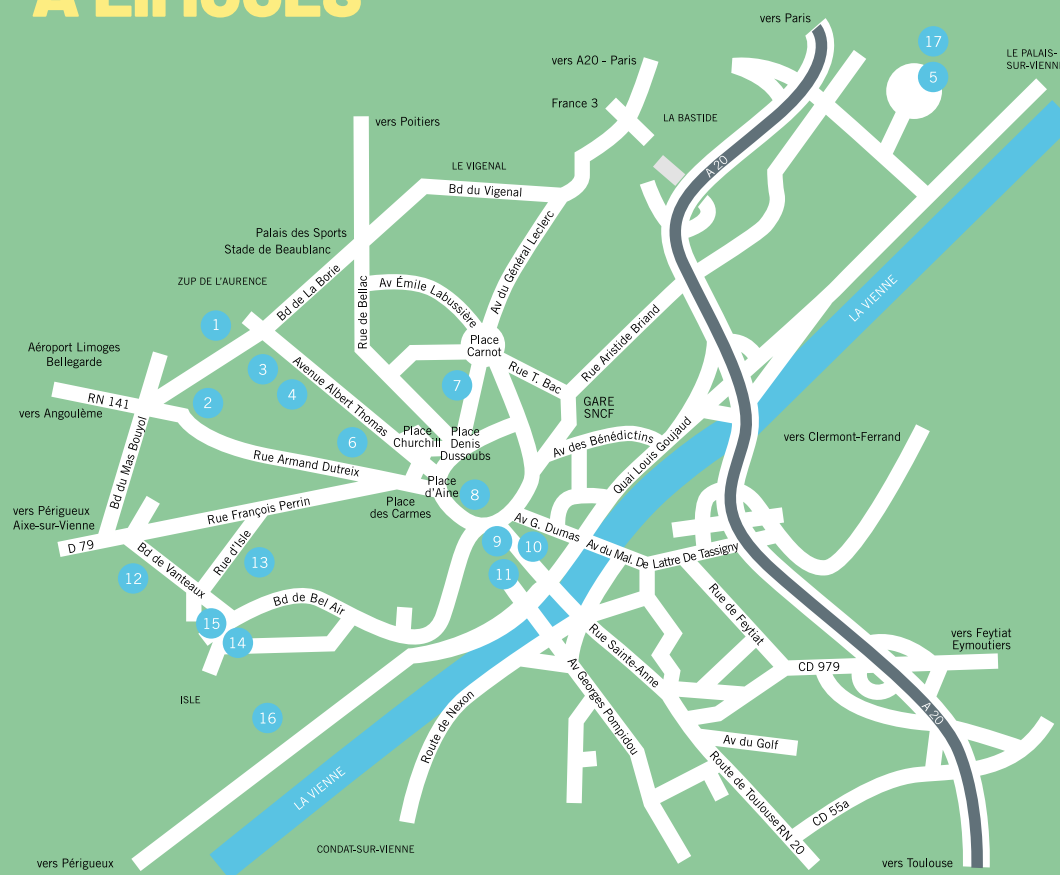 À LIMOGES
vers Paris
17
5
LE PALAIS-
SUR-VIENNE
vers A20 - Paris
France 3
LA BASTIDE
A 20
vers Poitiers
LE VIGENAL
Bd du Vigenal
Palais des Sports
Stade de Beaublanc
ZUP DE L'AURENCE
Bd de La Borie
Rue de Bellac
Av Émile Labussière
Av du Général Leclerc
LA VIENNE
1
Aéroport Limoges
Bellegarde
Place
Carnot
Rue T. Bac
Rue Aristide Briand
3
4
7
2
RN 141
vers Angoulême
Avenue Albert Thomas
GARE
SNCF
Place
Churchill
Place
Denis
Dussoubs
6
Av des Bénédictins
Quai Louis Goujaud
vers Clermont-Ferrand
Bd du Mas Bouyol
Rue Armand Dutreix
Place
d'Aine
8
Place
des Carmes
vers Périgueux
Aixe-sur-Vienne
D 79
Rue François Perrin
Av G. Dumas
Av du Mal. De Lattre De Tassigny
9
10
11
Rue d'Isle
13
12
Bd de Vanteaux
Bd de Bel Air
15
14
Rue de Feytiat
vers Feytiat
Eymoutiers
CD 979
Rue Sainte-Anne
Av Georges Pompidou
ISLE
16
Route de Nexon
A 20
Av du Golf
LA VIENNE
Route de Toulouse RN 20
CD 55a
CONDAT-SUR-VIENNE
vers Périgueux
vers Toulouse